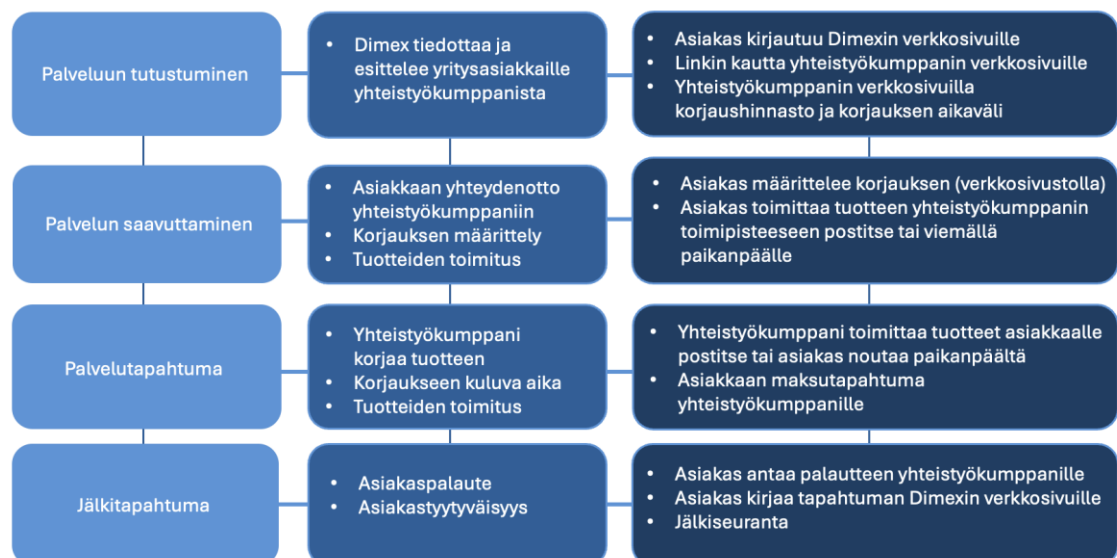 Palveluun tutustuminen
• Dimex tiedottaa ja
esittelee yritysasiakkaille
yhteistyökumppanista
• Asiakas kirjautuu Dimexin verkkosivuille
• Linkin kautta yhteistyökumppanin verkkosivuille
• Yhteistyökumppanin verkkosivuilla
korjaushinnasto ja korjauksen aikaväli
Palvelun saavuttaminen
• Asiakkaan yhteydenotto
yhteistyökumppaniin
• Korjauksen määrittely
• Tuotteiden toimitus
• Asiakas määrittelee korjauksen (verkkosivustolla)
• Asiakas toimittaa tuotteen yhteistyökumppanin
toimipisteeseen postitse tai viemällä
paikanpäälle
Palvelutapahtuma
• Yhteistyökumppani
korjaa tuotteen
• Korjaukseen kuluva aika
• Tuotteiden toimitus
• Yhteistyökumppani toimittaa tuotteet asiakkaalle
postitse tai asiakas noutaa paikanpäältä
• Asiakkaan maksutapahtuma
yhteistyökumppanille
Jälkitapahtuma
• Asiakaspalaute
• Asiakastyytyväisyys
• Asiakas antaa palautteen yhteistyökumppanille
• Asiakas kirjaa tapahtuman Dimexin verkkosivuille
• Jälkiseuranta